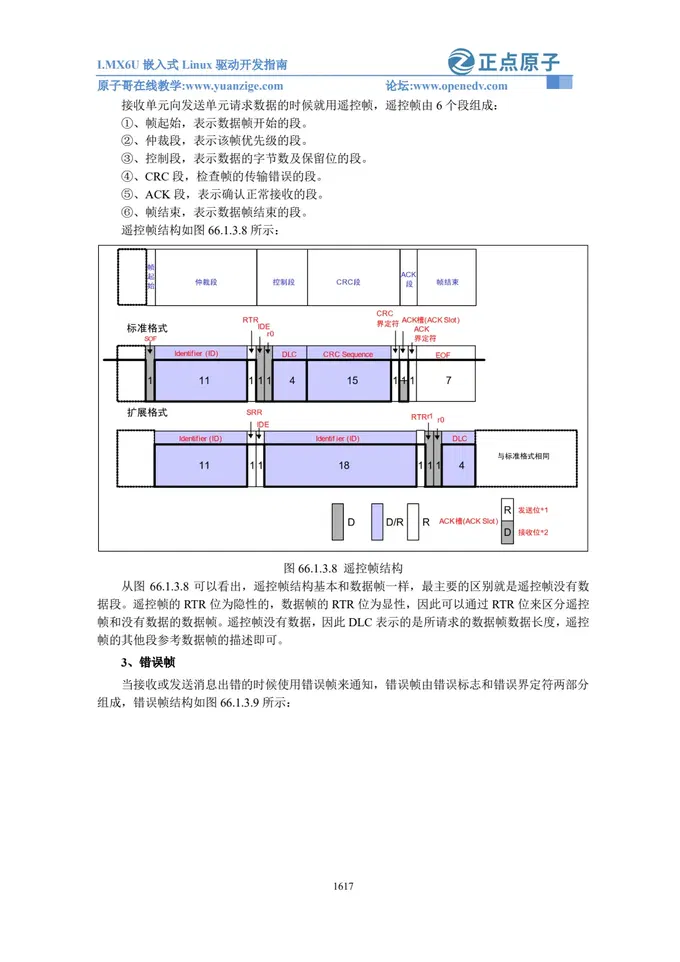 I.MX6U 嵌入式 Linux 驱动开发指南
正点原子
原子哥在线教学:www.yuanzige.com 论坛:www.openedv.com
接收单元向发送单元请求数据的时候就用遥控帧，遥控帧由 6 个段组成：
①、帧起始，表示数据帧开始的段。
②、仲裁段，表示该帧优先级的段。
③、控制段，表示数据的字节数及保留位的段。
④、CRC 段，检查帧的传输错误的段。
⑤、ACK 段，表示确认正常接收的段。
⑥、帧结束，表示数据帧结束的段。
遥控帧结构如图 66.1.3.8 所示：
帧起始 仲裁段 控制段 CRC段 ACK段 帧结束
标准格式
SOF RTR IDE r0 CRC界定符 ACK槽(ACK Slot) ACK界定符
Identifier (ID) DLC CRC Sequence EOF
1 11 1 1 1 4 15 1 1 1 7
扩展格式
SRR IDE RTR r1 r0
Identifier (ID) Identifier (ID) DLC
11 1 1 18 1 1 1 4 与标准格式相同
D D/R R ACK槽(ACK Slot)
R 发送位*1
D 接收位*2
图 66.1.3.8 遥控帧结构
从图 66.1.3.8 可以看出，遥控帧结构基本和数据帧一样，最主要的区别就是遥控帧没有数
据段。遥控帧的 RTR 位为隐性的，数据帧的 RTR 位为显性，因此可以通过 RTR 位来区分遥控
帧和没有数据的数据帧。遥控帧没有数据，因此 DLC 表示的是所请求的数据帧数据长度，遥控
帧的其他段参考数据帧的描述即可。
3、错误帧
当接收或发送消息出错的时候使用错误帧来通知，错误帧由错误标志和错误界定符两部分
组成，错误帧结构如图 66.1.3.9 所示：
1617